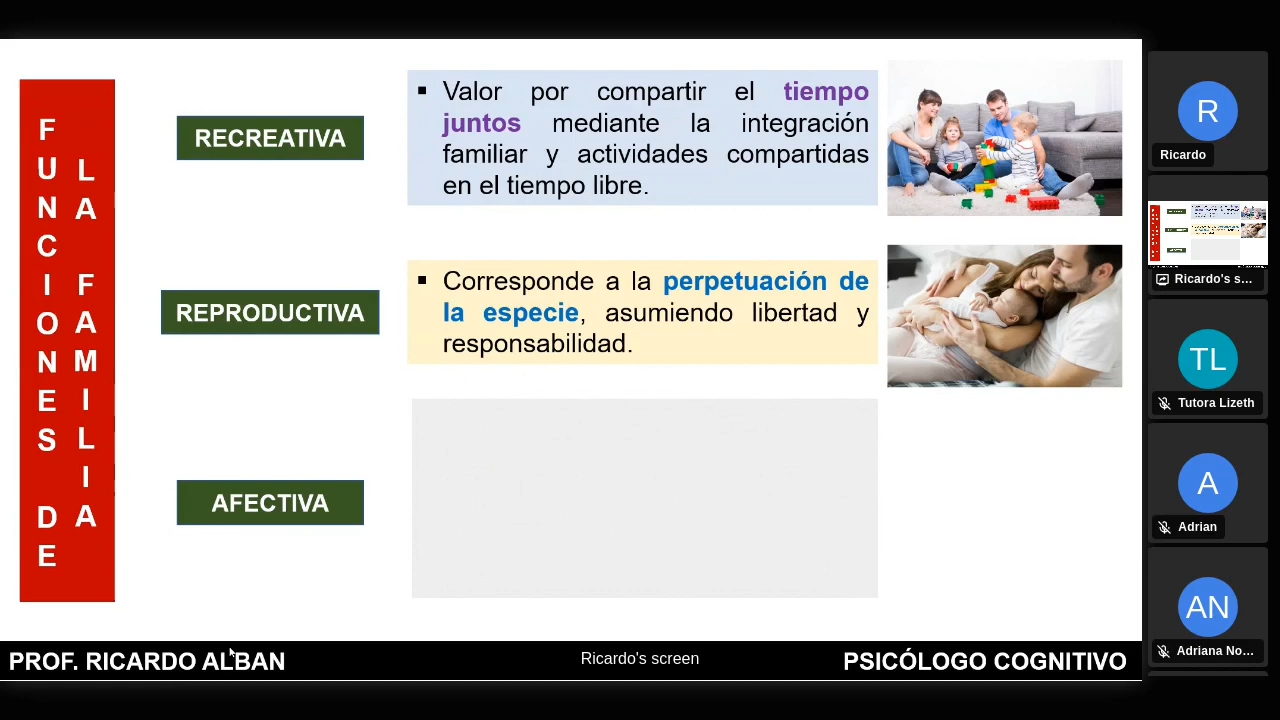 FUNCIONES DE
LA FAMILIA
RECREATIVA
▪ Valor por compartir el tiempo
juntos mediante la integración
familiar y actividades compartidas
en el tiempo libre.
REPRODUCTIVA
▪ Corresponde a la perpetuación de
la especie, asumiendo libertad y
responsabilidad.
AFECTIVA
PROF. RICARDO ALBAN
Ricardo's screen
PSICÓLOGO COGNITIVO
R
Ricardo
Ricardo's s...
TL
Tutora Lizeth
A
Adrian
AN
Adriana No...